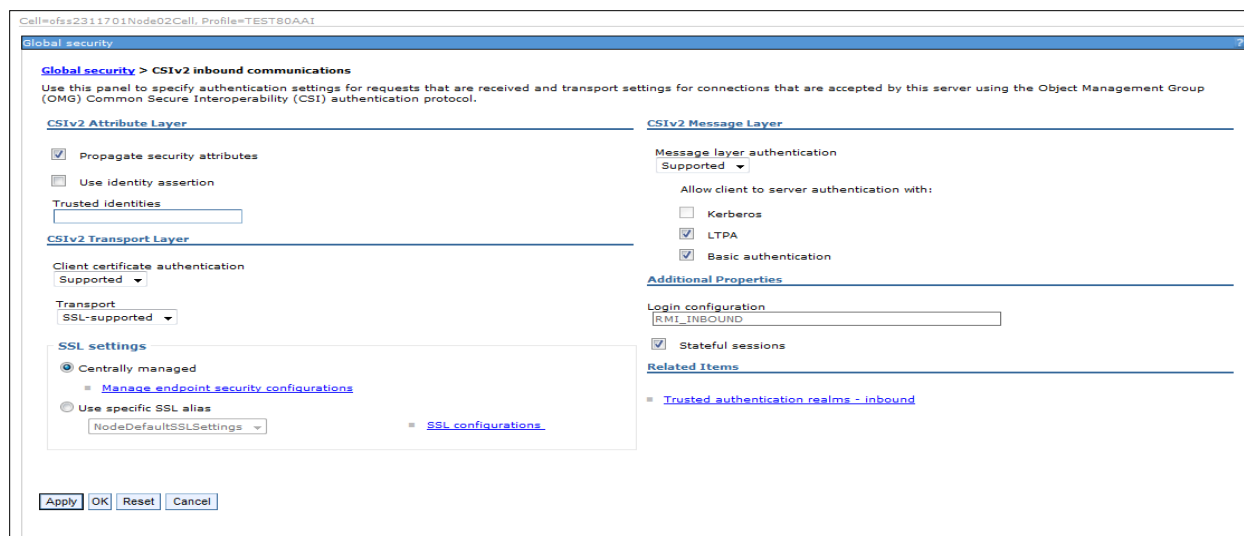 Cell=ofss2311701Node02Cell, Profile=TEST80AAI
Global security ?
Global security > CSIv2 inbound communications
Use this panel to specify authentication settings for requests that are received and transport settings for connections that are accepted by this server using the Object Management Group
(OMG) Common Secure Interoperability (CSI) authentication protocol.
CSIv2 Attribute Layer
Propagate security attributes
Use identity assertion
Trusted identities
CSIv2 Transport Layer
Client certificate authentication
Supported
Transport
SSL-supported
SSL settings
Centrally managed
Manage endpoint security configurations
Use specific SSL alias
NodeDefaultSSLSettings
SSL configurations
CSIv2 Message Layer
Message layer authentication
Supported
Allow client to server authentication with:
Kerberos
LTPA
Basic authentication
Additional Properties
Login configuration
RMI_INBOUND
Stateful sessions
Related Items
Trusted authentication realms - inbound
Apply OK Reset Cancel